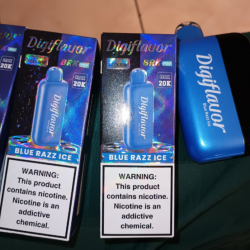 Digiflavor
20K
Digiflavor
BLUE RAZZ ICE
WARNING:
This product
contains nicotine.
Nicotine is an
addictive
chemical.
Digiflavor
BRK
20K
Digiflavor
BLUE RAZZ ICE
WARNING:
This product
contains nicotine.
Nicotine is an
addictive
chemical.
Digiflavor